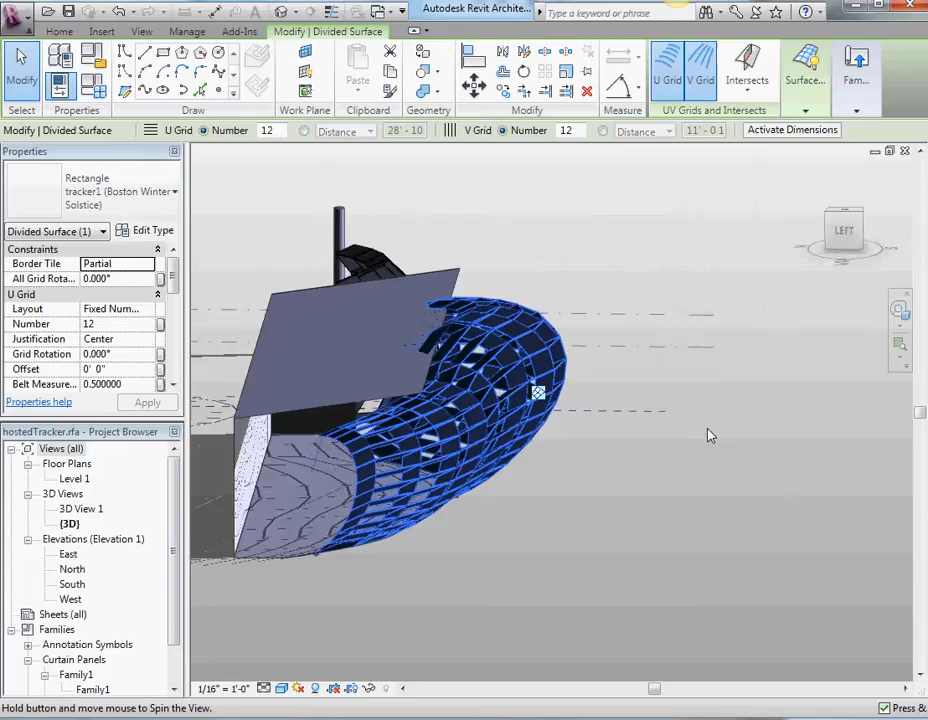 Autodesk Revit Archite...
Type a keyword or phrase
Home Insert View Manage Add-Ins Modify | Divided Surface
Modify Paste U Grid V Grid Intersects Surface... Fam...
Select Properties Draw Work Plane Clipboard Geometry Modify Measure UV Grids and Intersects
Modify | Divided Surface U Grid Number 12 Distance 28' - 10 V Grid Number 12 Distance 11' - 0 1 Activate Dimensions
Properties
Rectangle
tracker1 (Boston Winter
Solstice)
Divided Surface (1) Edit Type
Constraints
Border Tile Partial
All Grid Rota... 0.000°
U Grid
Layout Fixed Num...
Number 12
Justification Center
Grid Rotation 0.000°
Offset 0' 0"
Belt Measure... 0.500000
Properties help Apply
hostedTracker.rfa - Project Browser
Views (all)
Floor Plans
Level 1
3D Views
3D View 1
{3D}
Elevations (Elevation 1)
East
North
South
West
Sheets (all)
Families
Annotation Symbols
Curtain Panels
Family1
Family1
LEFT
1/16" = 1'-0"
Hold button and move mouse to Spin the View. Press &